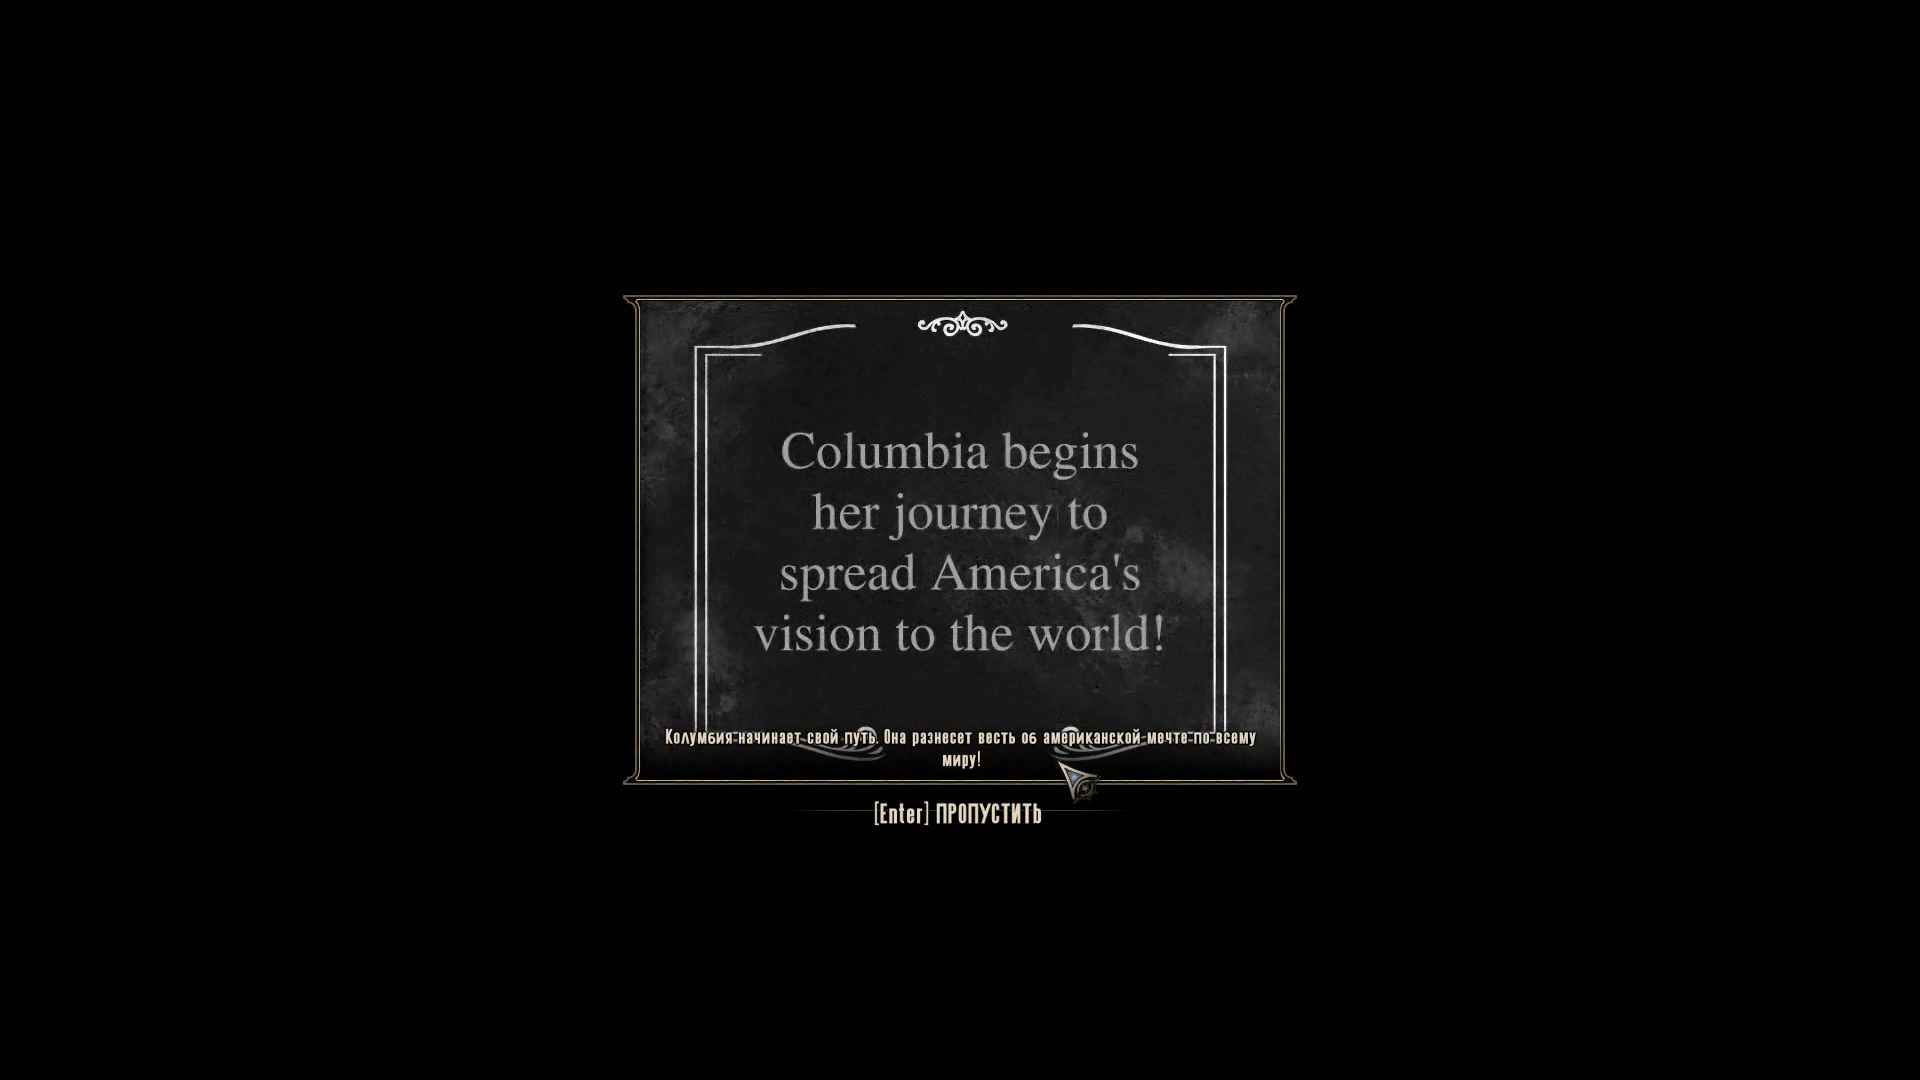 Columbia begins
her journey to
spread America's
vision to the world!
Колумбия начинает свой путь. Она разнесет весть об американской мечте по всему
миру!
[Enter] ПРОПУСТИТЬ